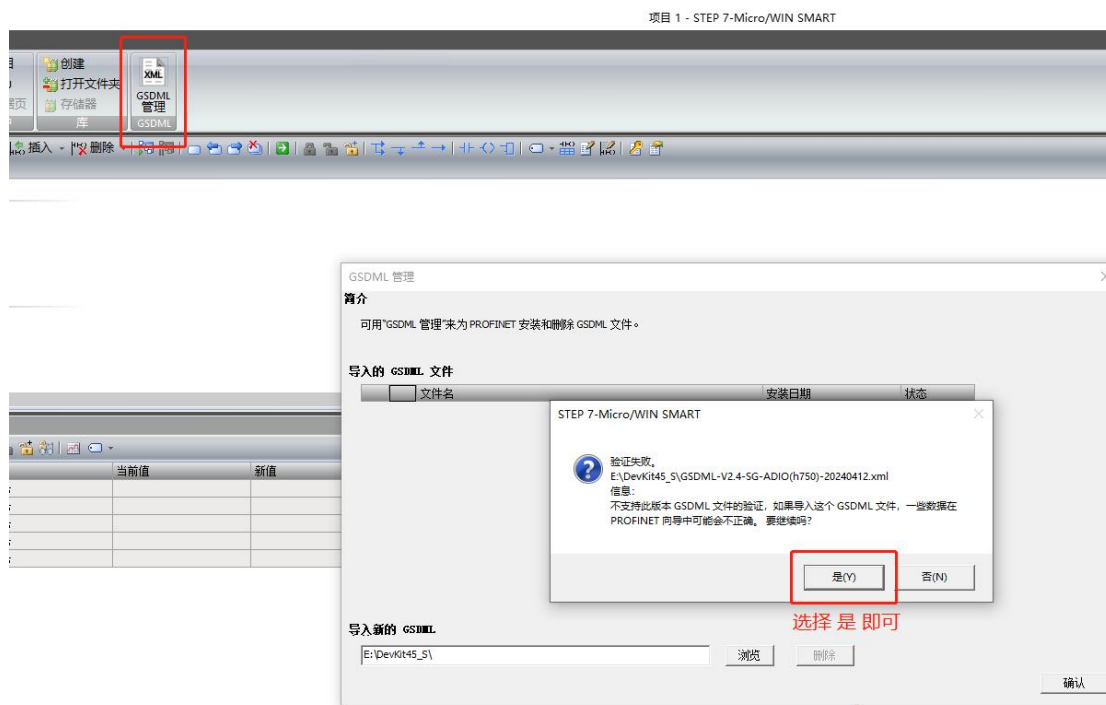 项目 1 - STEP 7-Micro/WIN SMART
创建
打开文件夹
存储器
库
XML
GSDML
管理
GSDML
插入
删除
GSDML 管理
简介
可用"GSDML 管理"来为 PROFINET 安装和删除 GSDML 文件。
导入的 GSDML 文件
文件名 安装日期 状态
STEP 7-Micro/WIN SMART
验证失败。
E:\DevKit45_S\GSDML-V2.4-SG-ADIO(h750)-20240412.xml
信息:
不支持此版本 GSDML 文件的验证，如果导入这个 GSDML 文件，一些数据在
PROFINET 向导中可能会不正确。 要继续吗?
是(Y) 否(N)
选择 是 即可
当前值 新值
导入新的 GSDML
E:\DevKit45_S\ 浏览 删除
确认